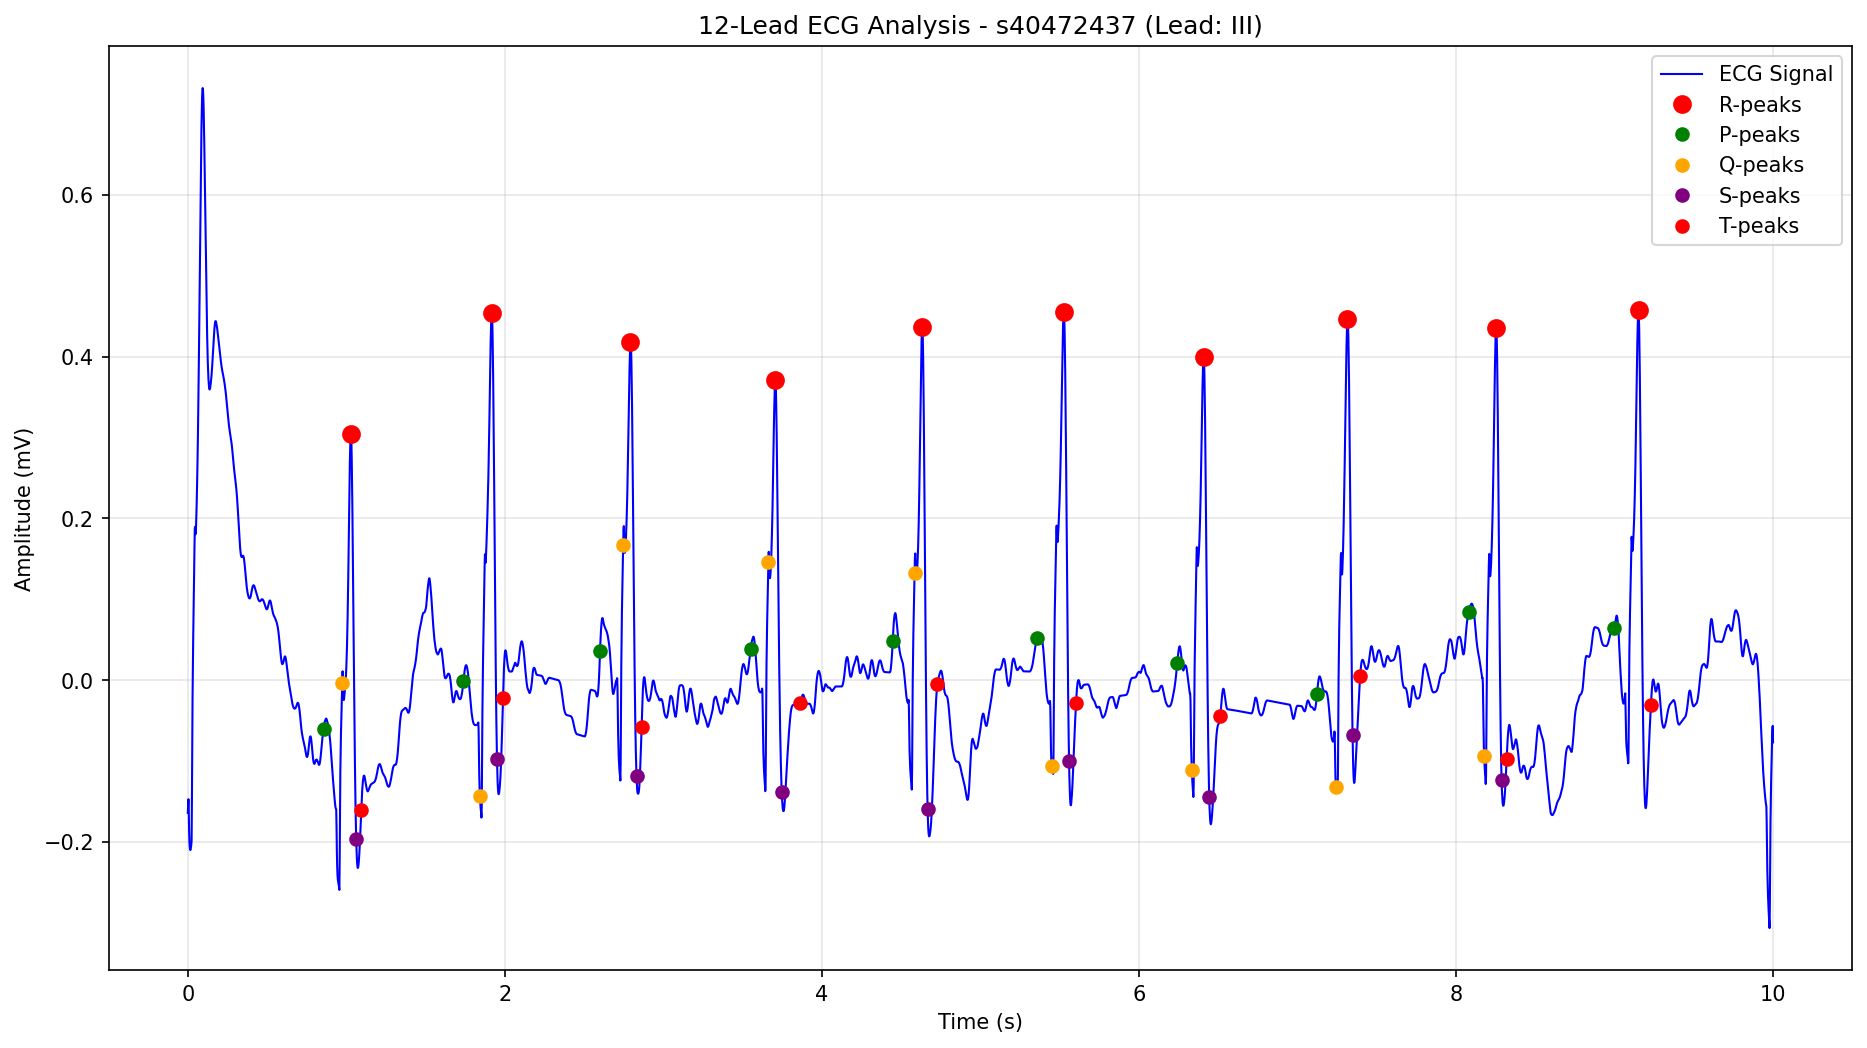 12-Lead ECG Analysis - s40472437 (Lead: III)
ECG Signal
R-peaks
P-peaks
Q-peaks
S-peaks
T-peaks
Amplitude (mV)
0.6
0.4
0.2
0.0
−0.2
0 2 4 6 8 10
Time (s)